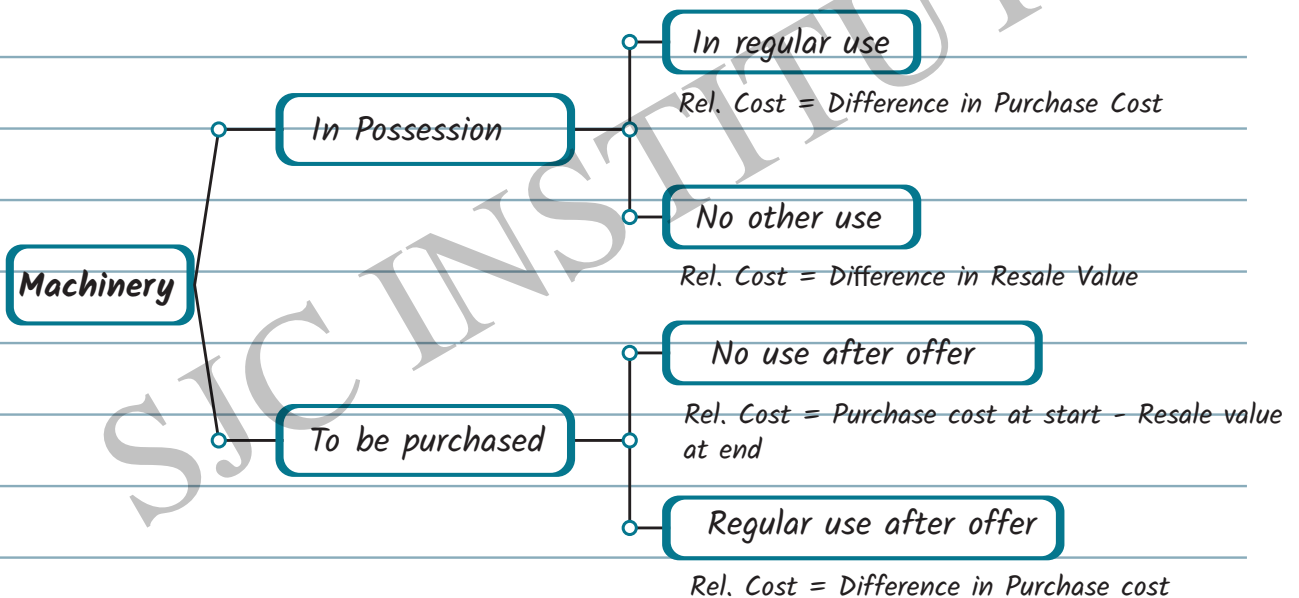 In regular use
Rel. Cost = Difference in Purchase Cost
In Possession
No other use
Rel. Cost = Difference in Resale Value
Machinery
No use after offer
Rel. Cost = Purchase cost at start - Resale value
at end
To be purchased
Regular use after offer
Rel. Cost = Difference in Purchase cost
SJC INSTITU